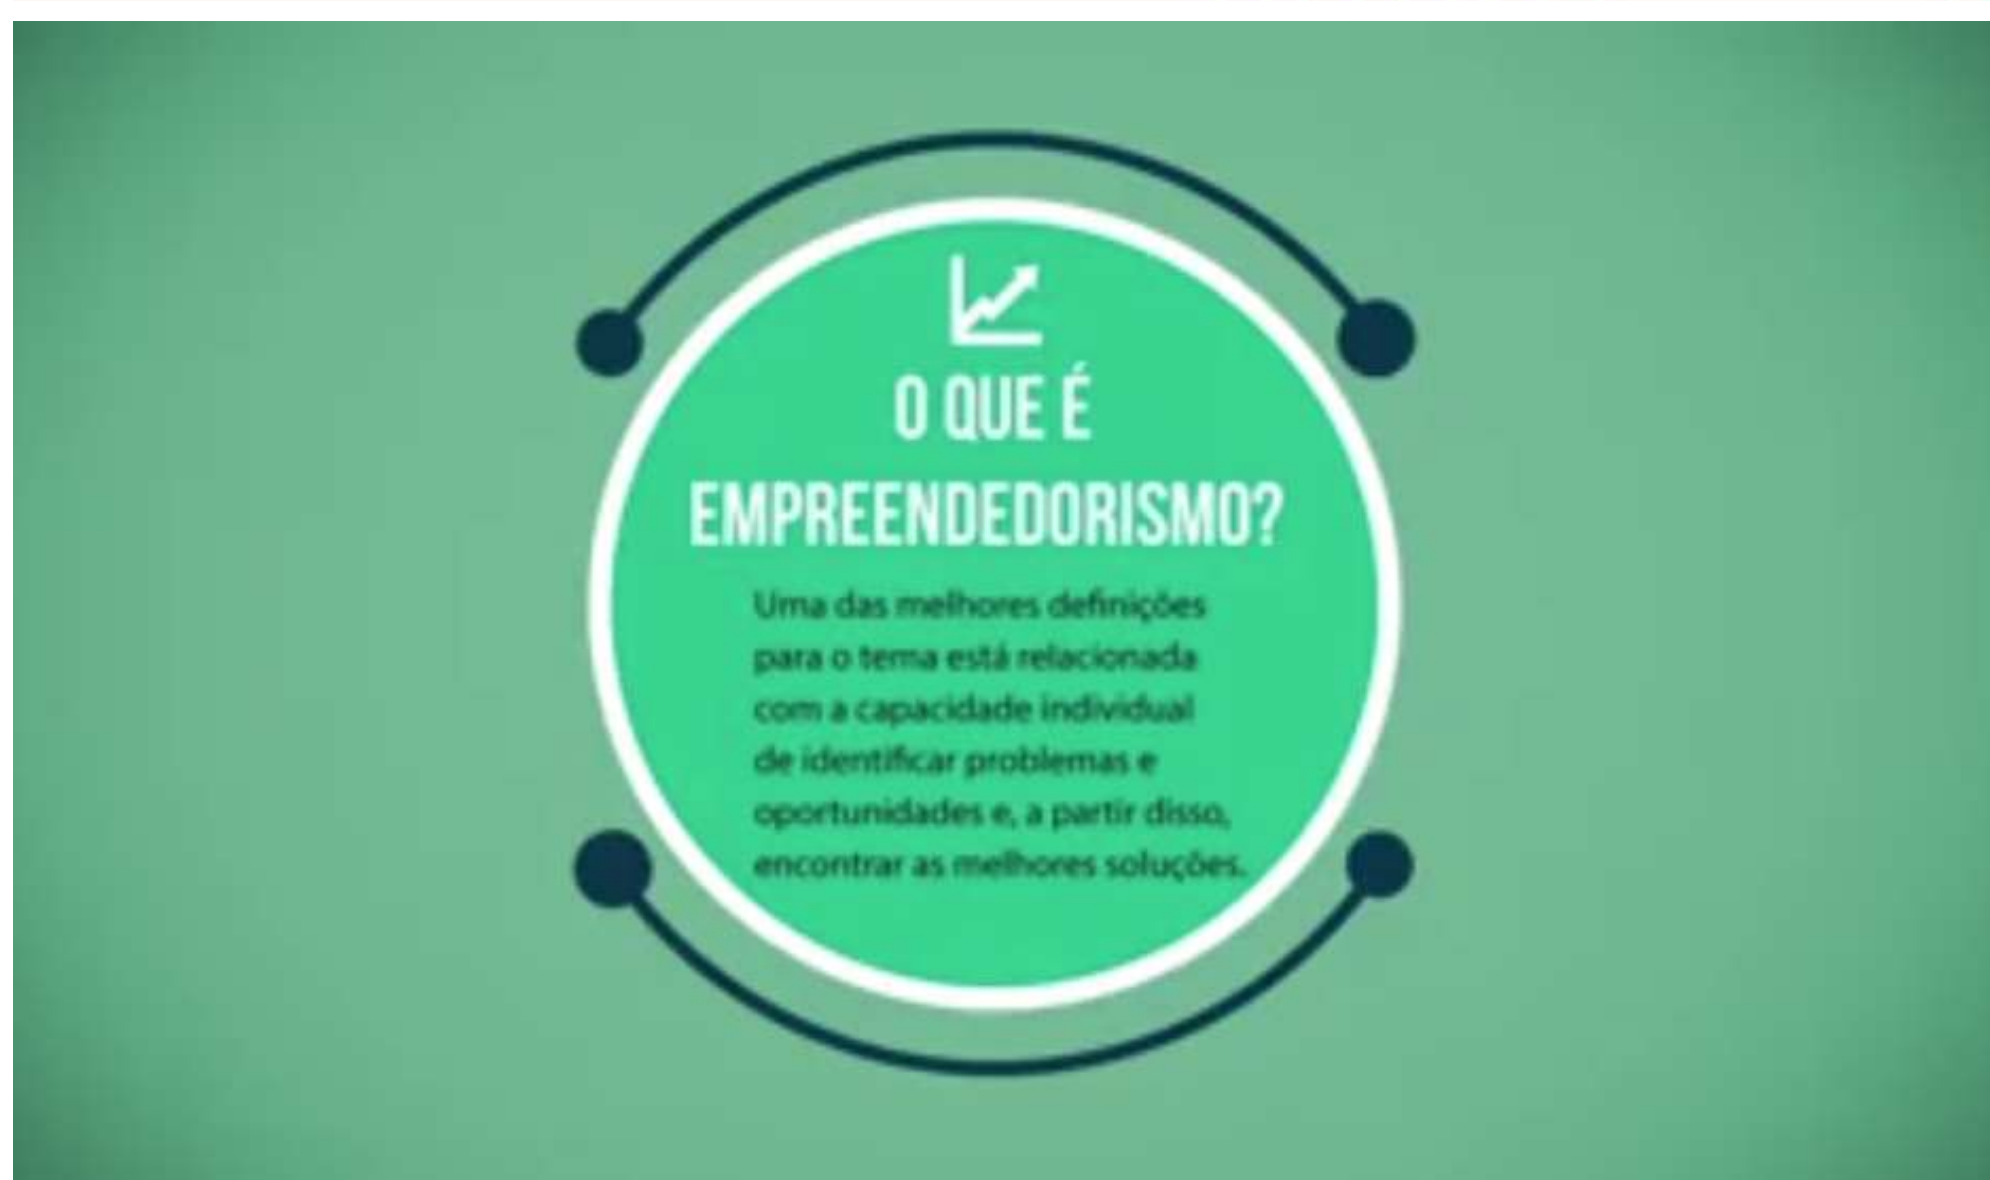 O QUE É
EMPREENDEDORISMO?
Uma das melhores definições
para o tema está relacionada
com a capacidade individual
de identificar problemas e
oportunidades e, a partir disso,
encontrar as melhores soluções.